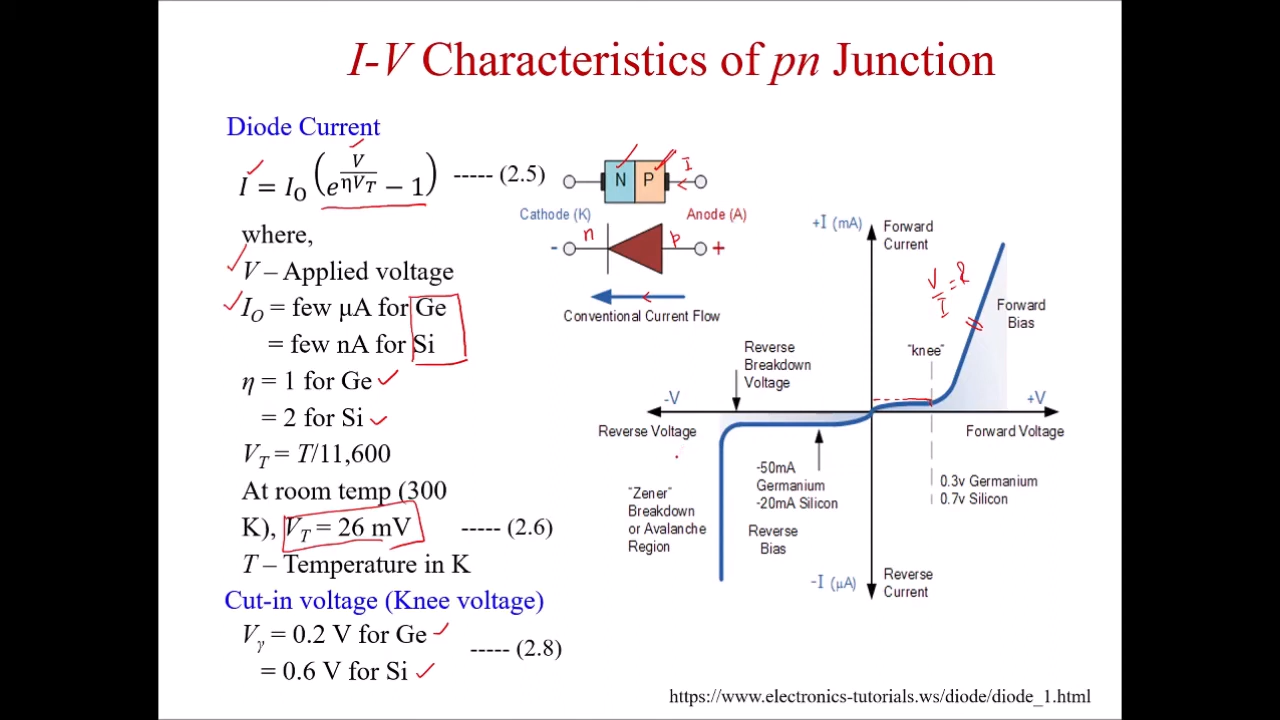 I-V Characteristics of pn Junction
Diode Current
I = I₀ (e^(V/ηV_T) − 1) ----- (2.5)
where,
V – Applied voltage
I_O = few μA for Ge
= few nA for Si
η = 1 for Ge
= 2 for Si
V_T = T/11,600
At room temp (300
K), V_T = 26 mV ----- (2.6)
T – Temperature in K
Cut-in voltage (Knee voltage)
V_γ = 0.2 V for Ge
= 0.6 V for Si
----- (2.8)
N P I
Cathode (K) Anode (A)
- n p +
Conventional Current Flow
+I (mA)
Forward
Current
V/I = R
Forward
Bias
"knee"
Reverse
Breakdown
Voltage
-V
+V
Reverse Voltage
Forward Voltage
-50mA
Germanium
-20mA Silicon
0.3v Germanium
0.7v Silicon
"Zener"
Breakdown
or Avalanche
Region
Reverse
Bias
-I (μA)
Reverse
Current
https://www.electronics-tutorials.ws/diode/diode_1.html